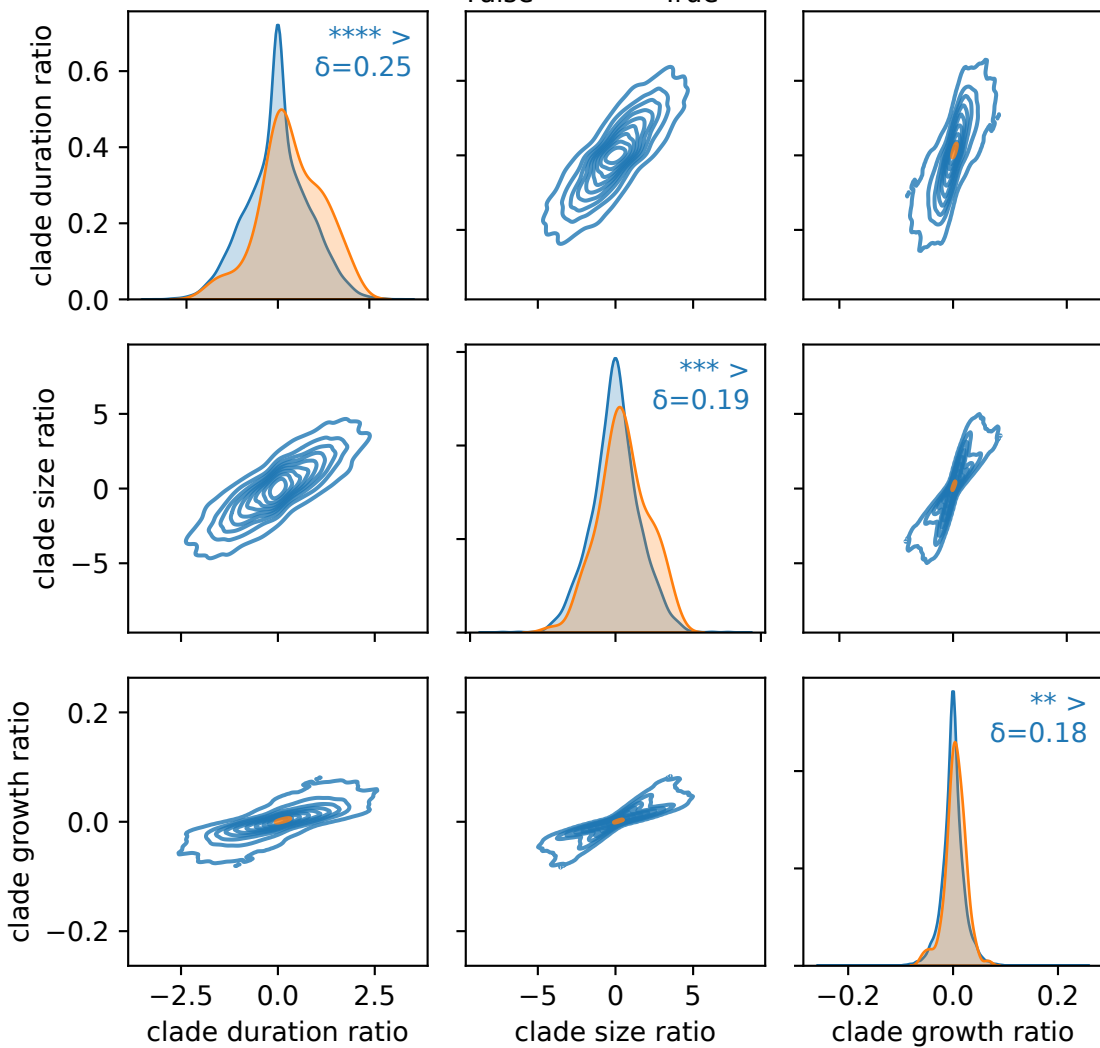 True
clade duration ratio
0.6
0.4
0.2
0.0
**** >
δ=0.25
clade size ratio
5
0
−5
*** >
δ=0.19
clade growth ratio
0.2
0.0
−0.2
** >
δ=0.18
−2.5 0.0 2.5
−5 0 5
−0.2 0.0 0.2
clade duration ratio
clade size ratio
clade growth ratio